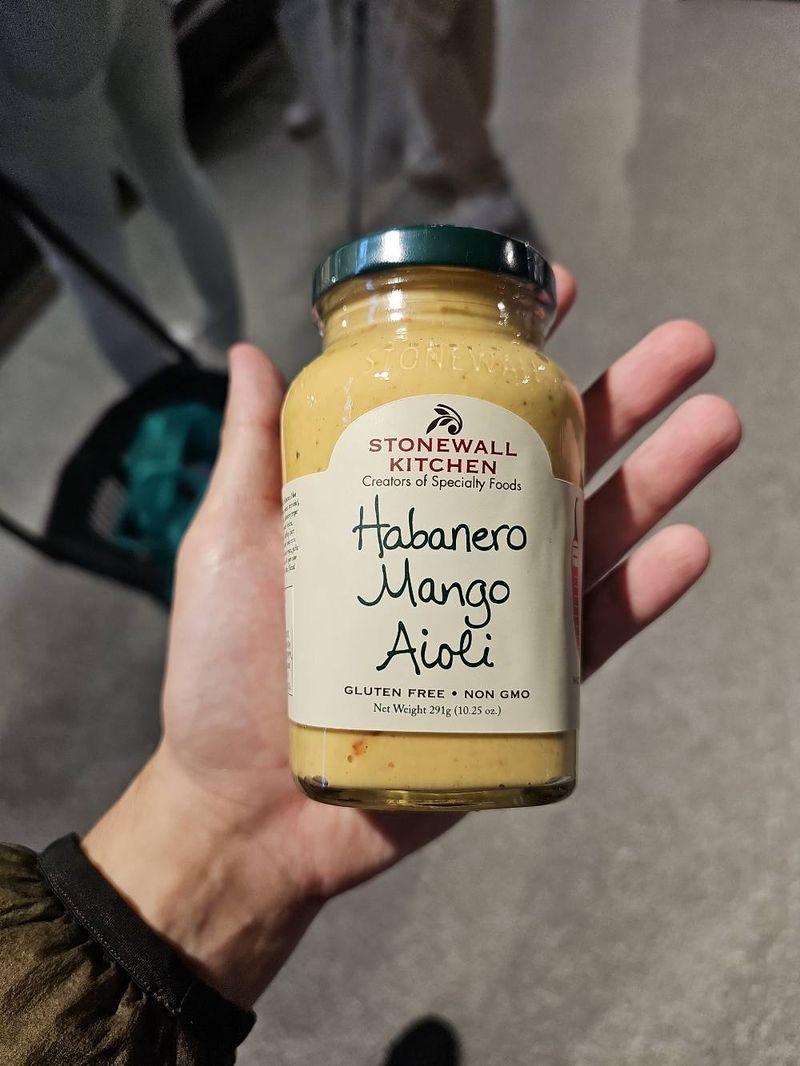 STONEWALL
STONEWALL
KITCHEN
Creators of Specialty Foods
Habanero
Mango
Aioli
GLUTEN FREE • NON GMO
Net Weight 291g (10.25 oz.)